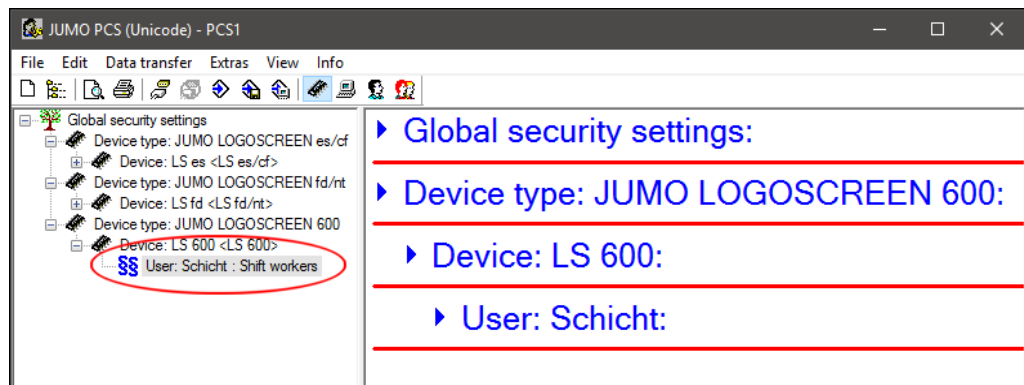 JUMO PCS (Unicode) - PCS1
File Edit Data transfer Extras View Info
Global security settings
Device type: JUMO LOGOSCREEN es/cf
Device: LS es <LS es/cf>
Device type: JUMO LOGOSCREEN fd/nt
Device: LS fd <LS fd/nt>
Device type: JUMO LOGOSCREEN 600
Device: LS 600 <LS 600>
§§ User: Schicht : Shift workers
Global security settings:
Device type: JUMO LOGOSCREEN 600:
Device: LS 600:
User: Schicht: